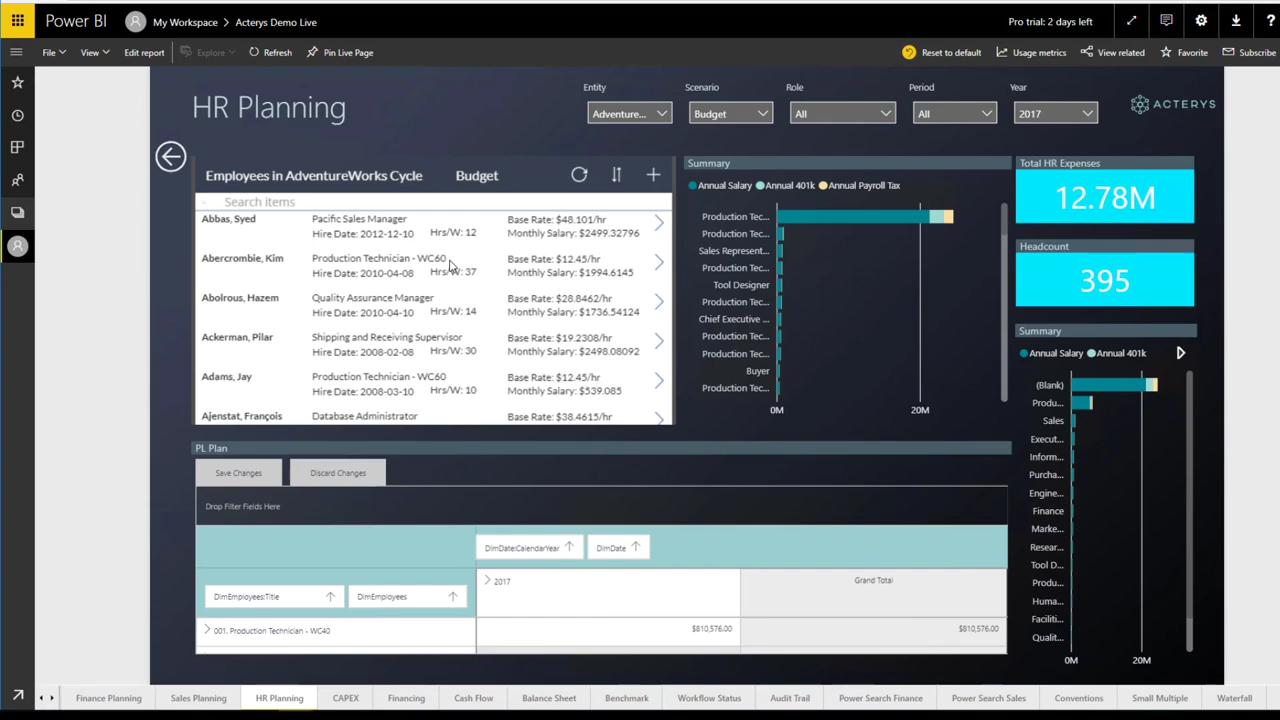 Power BI
My Workspace > Acterys Demo Live
Pro trial: 2 days left
?
File
View
Edit report
Explore
Refresh
Pin Live Page
Reset to default
Usage metrics
View related
Favorite
Subscribe
HR Planning
Entity
Scenario
Role
Period
Year
Adventure...
Budget
All
All
2017
ACTERYS
Employees in AdventureWorks Cycle
Budget
Search items
Abbas, Syed
Pacific Sales Manager
Hire Date: 2012-12-10
Hrs/W: 12
Base Rate: $48.101/hr
Monthly Salary: $2499.32796
Abercrombie, Kim
Production Technician - WC60
Hire Date: 2010-04-08
Hrs/W: 37
Base Rate: $12.45/hr
Monthly Salary: $1994.6145
Abolrous, Hazem
Quality Assurance Manager
Hire Date: 2010-04-10
Hrs/W: 14
Base Rate: $28.8462/hr
Monthly Salary: $1736.54124
Ackerman, Pilar
Shipping and Receiving Supervisor
Hire Date: 2008-02-08
Hrs/W: 30
Base Rate: $19.2308/hr
Monthly Salary: $2498.08092
Adams, Jay
Production Technician - WC60
Hire Date: 2008-03-10
Hrs/W: 10
Base Rate: $12.45/hr
Monthly Salary: $539.085
Ajenstat, François
Database Administrator
Base Rate: $38.4615/hr
Summary
Annual Salary
Annual 401k
Annual Payroll Tax
Production Tec...
Production Tec...
Sales Represent...
Production Tec...
Tool Designer
Production Tec...
Chief Executive ...
Production Tec...
Production Tec...
Buyer
Production Tec...
0M
20M
Total HR Expenses
12.78M
Headcount
395
Summary
Annual Salary
Annual 401k
(Blank)
Produ...
Sales
Execut...
Inform...
Purcha...
Engine...
Finance
Marke...
Resear...
Tool D...
Produ...
Huma...
Faciliti...
Qualit...
0M
20M
PL Plan
Save Changes
Discard Changes
Drop Filter Fields Here
DimDate:CalendarYear
DimDate
DimEmployees:Title
DimEmployees
2017
Grand Total
001. Production Technician - WC40
$810,576.00
$810,576.00
Finance Planning
Sales Planning
HR Planning
CAPEX
Financing
Cash Flow
Balance Sheet
Benchmark
Workflow Status
Audit Trail
Power Search Finance
Power Search Sales
Conventions
Small Multiple
Waterfall